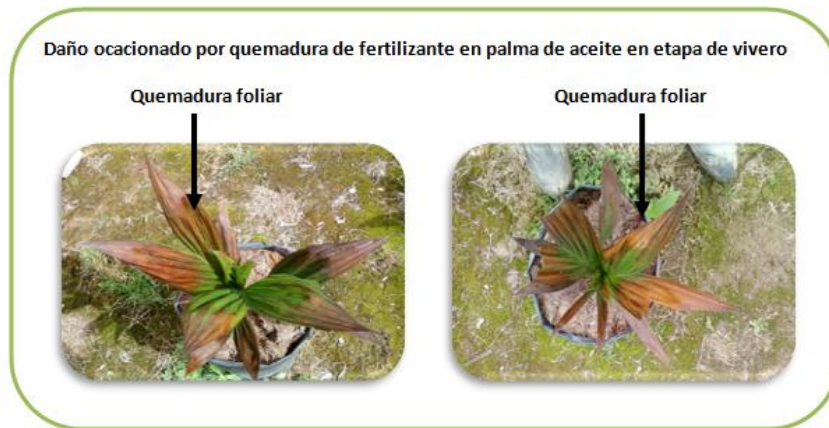 Daño ocacionado por quemadura de fertilizante en palma de aceite en etapa de vivero
Quemadura foliar
Quemadura foliar